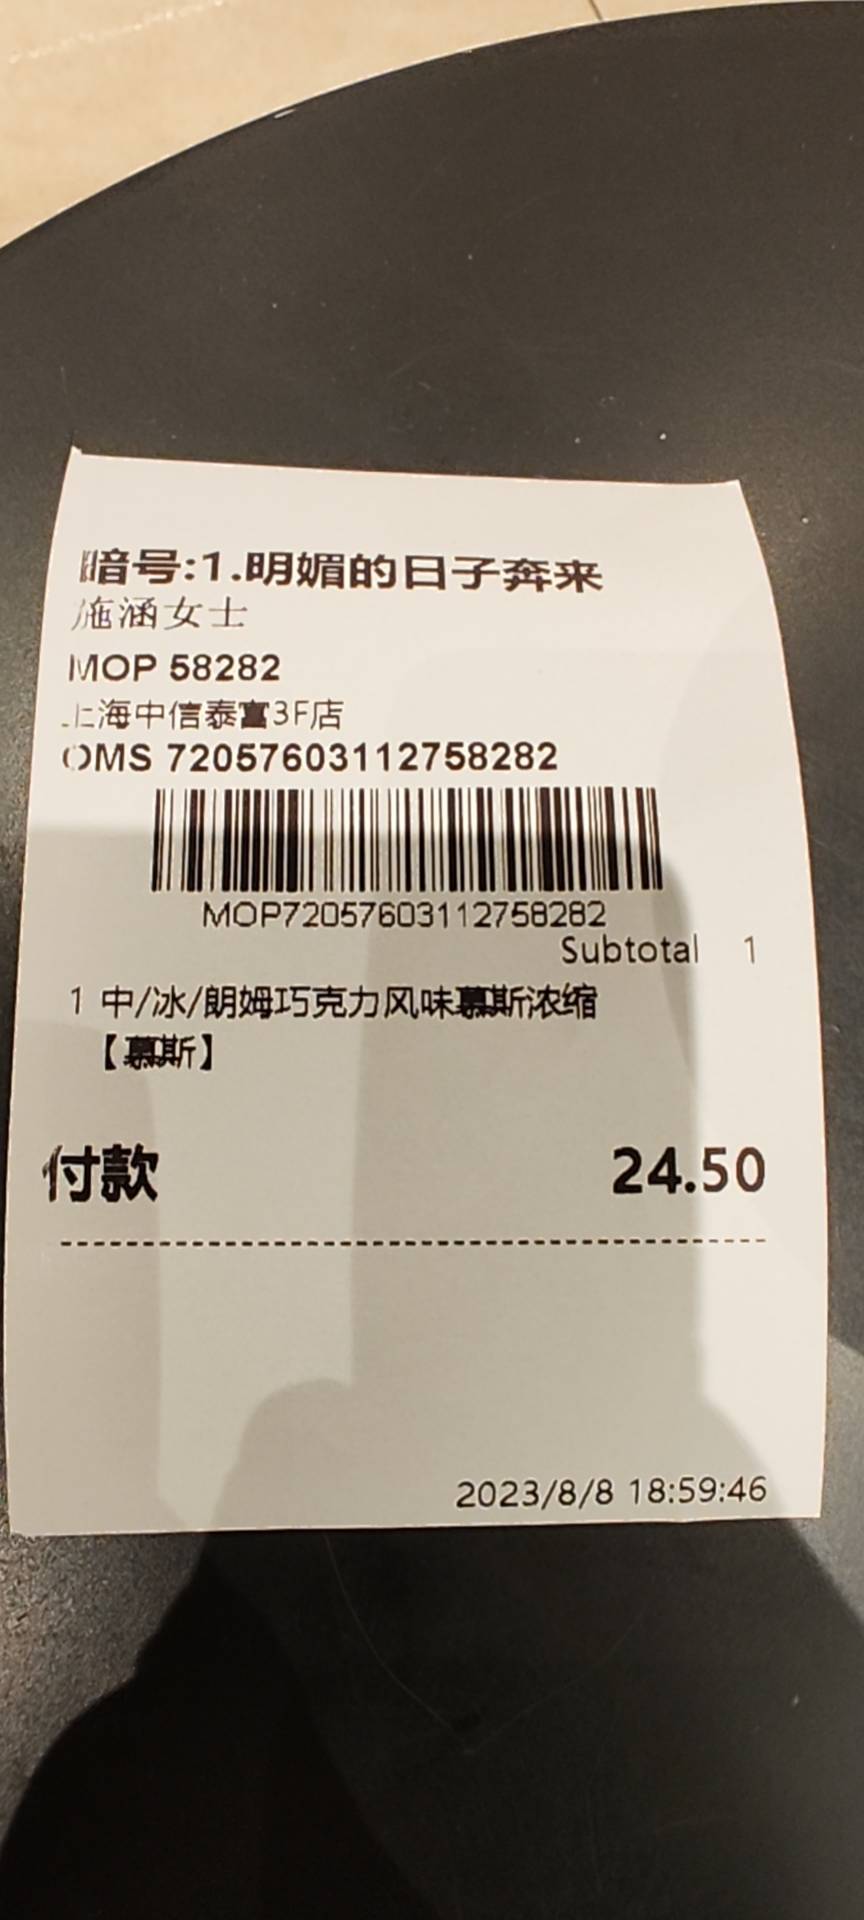 暗号:1.明媚的日子奔来
施涵女士
MOP 58282
上海中信泰富3F店
OMS 72057603112758282
MOP72057603112758282
Subtotal 1
1 中/冰/朗姆巧克力风味慕斯浓缩
【慕斯】
付款 24.50
2023/8/8 18:59:46